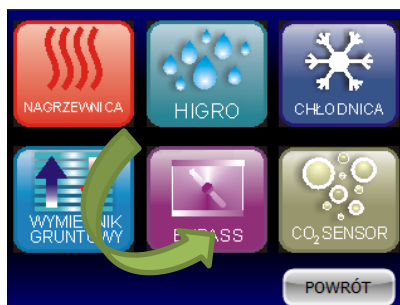 NAGRZEWNICA
HIGRO
CHŁODNICA
WYMIENNIK
GRUNTOWY
BYPASS
CO₂ SENSOR
POWRÓT